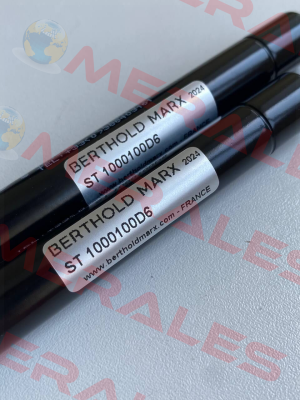 BERTHOLD MARX 2024
ST 1000100D6
BERTHOLD MARX 2024
ST 1000100D6
www.bertholdmarx.com - FRANCE
MERALES